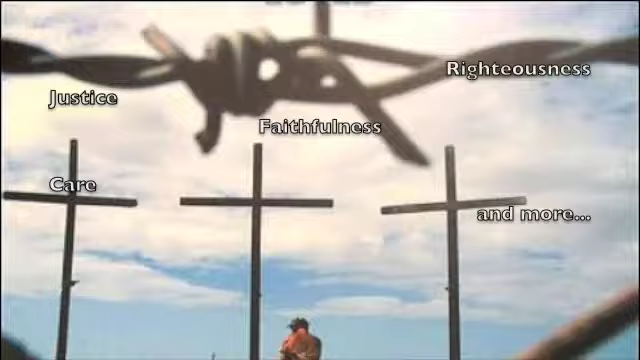 Righteousness
Justice
Faithfulness
Care
and more...